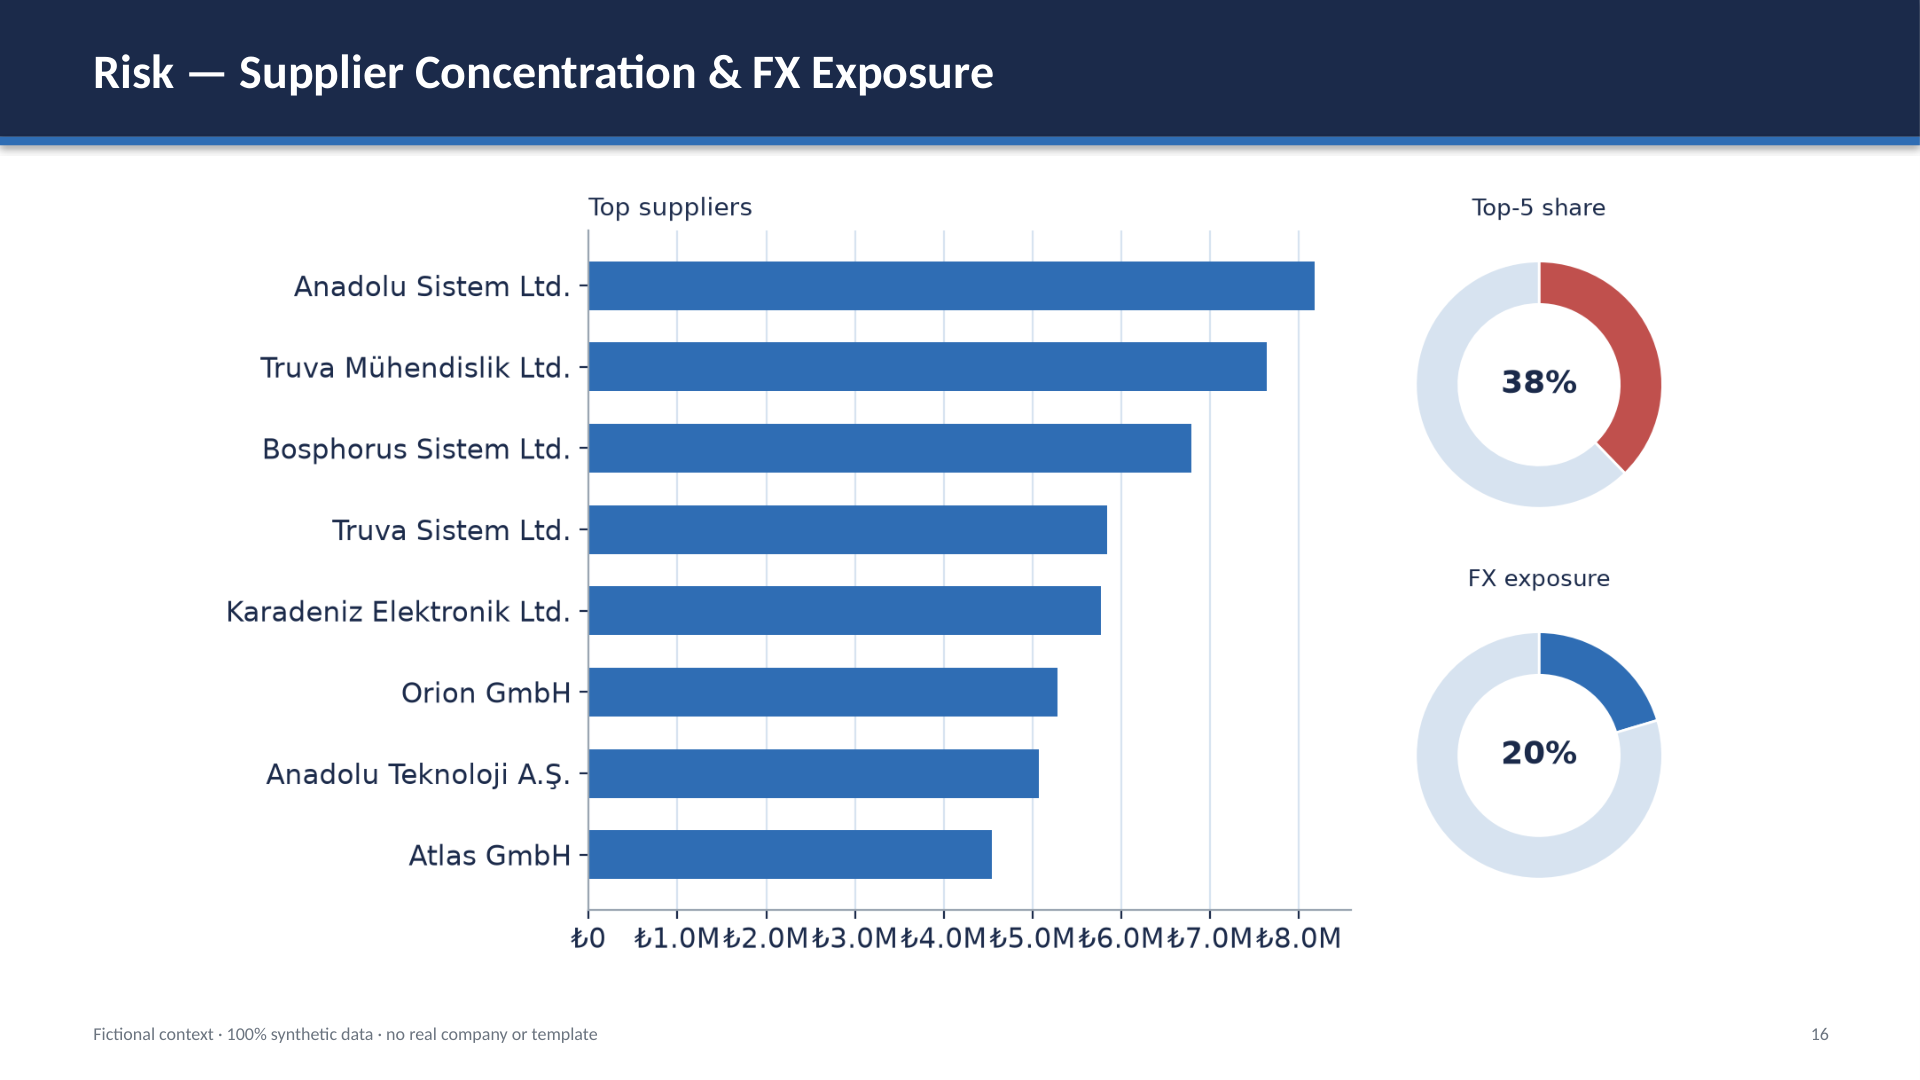 Risk — Supplier Concentration & FX Exposure
Top suppliers
Anadolu Sistem Ltd.
Truva Mühendislik Ltd.
Bosphorus Sistem Ltd.
Truva Sistem Ltd.
Karadeniz Elektronik Ltd.
Orion GmbH
Anadolu Teknoloji A.Ş.
Atlas GmbH
₺0 ₺1.0M ₺2.0M ₺3.0M ₺4.0M ₺5.0M ₺6.0M ₺7.0M ₺8.0M
Top-5 share
38%
FX exposure
20%
Fictional context · 100% synthetic data · no real company or template
16